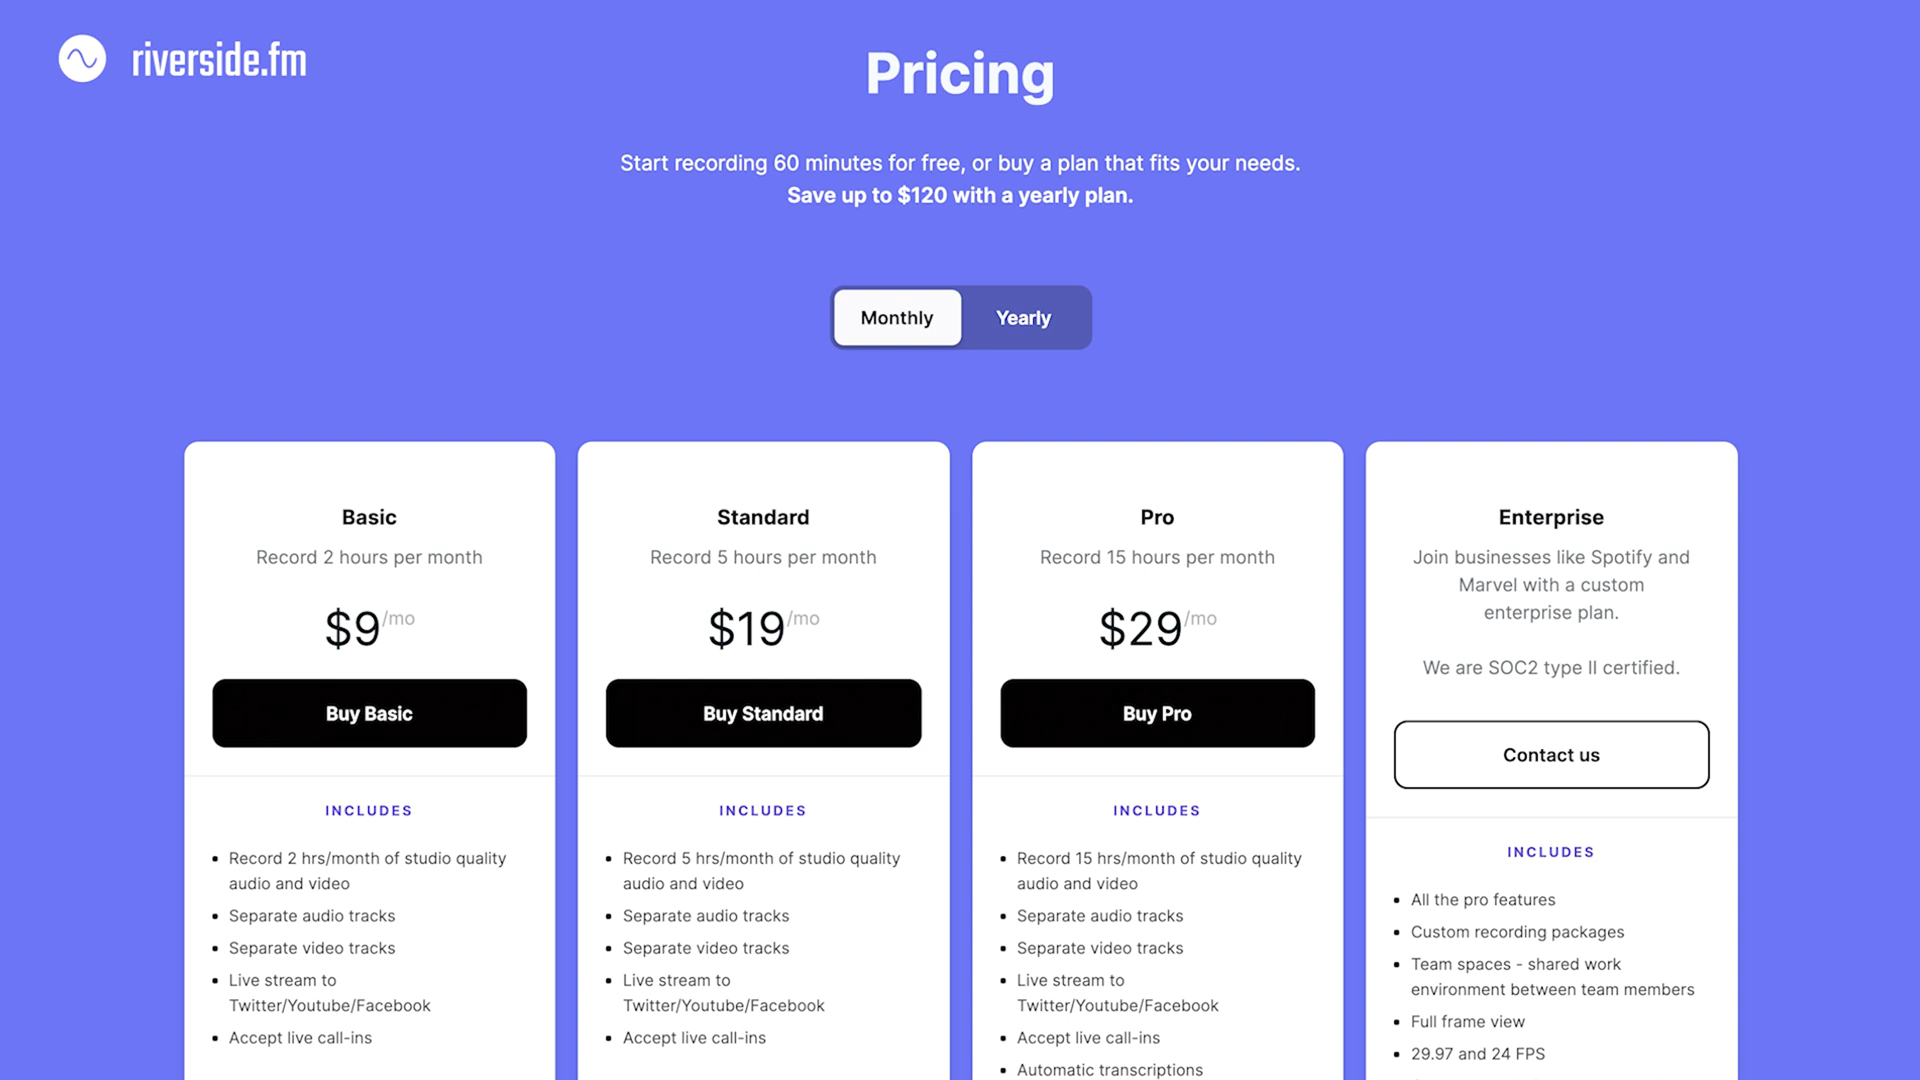 riverside.fm
Pricing
Start recording 60 minutes for free, or buy a plan that fits your needs.
Save up to $120 with a yearly plan.
Monthly
Yearly
Basic
Record 2 hours per month
$9/mo
Buy Basic
INCLUDES
Record 2 hrs/month of studio quality
audio and video
Separate audio tracks
Separate video tracks
Live stream to
Twitter/Youtube/Facebook
Accept live call-ins
Standard
Record 5 hours per month
$19/mo
Buy Standard
INCLUDES
Record 5 hrs/month of studio quality
audio and video
Separate audio tracks
Separate video tracks
Live stream to
Twitter/Youtube/Facebook
Accept live call-ins
Pro
Record 15 hours per month
$29/mo
Buy Pro
INCLUDES
Record 15 hrs/month of studio quality
audio and video
Separate audio tracks
Separate video tracks
Live stream to
Twitter/Youtube/Facebook
Accept live call-ins
Automatic transcriptions
Enterprise
Join businesses like Spotify and
Marvel with a custom
enterprise plan.
We are SOC2 type II certified.
Contact us
INCLUDES
All the pro features
Custom recording packages
Team spaces - shared work
environment between team members
Full frame view
29.97 and 24 FPS